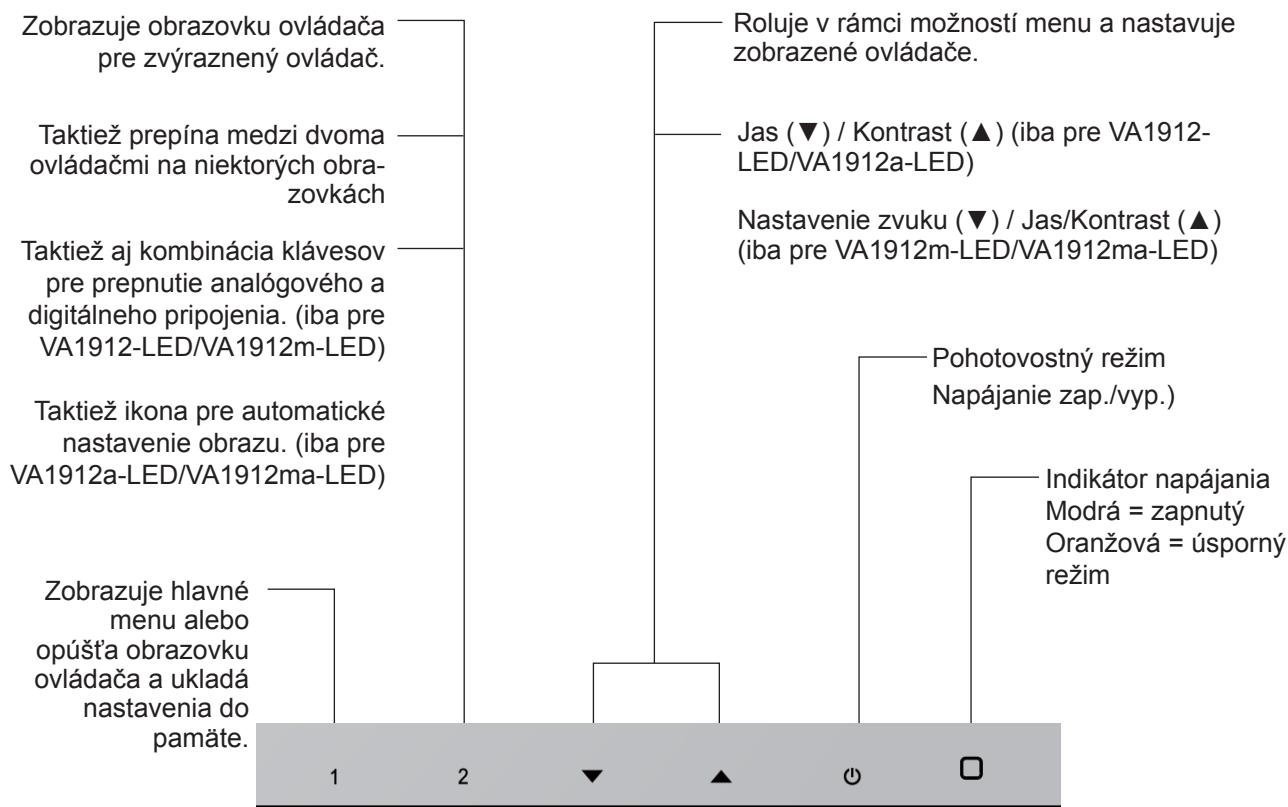 Zobrazuje obrazovku ovládača
pre zvýraznený ovládač.
Taktiež prepína medzi dvoma
ovládačmi na niektorých obra-
zovkách
Taktiež aj kombinácia klávesov
pre prepnutie analógového a
digitálneho pripojenia. (iba pre
VA1912-LED/VA1912m-LED)
Taktiež ikona pre automatické
nastavenie obrazu. (iba pre
VA1912a-LED/VA1912ma-LED)
Zobrazuje hlavné
menu alebo
opúšťa obrazovku
ovládača a ukladá
nastavenia do
pamäte.
Roluje v rámci možností menu a nastavuje
zobrazené ovládače.
Jas (▼) / Kontrast (▲) (iba pre VA1912-
LED/VA1912a-LED)
Nastavenie zvuku (▼) / Jas/Kontrast (▲)
(iba pre VA1912m-LED/VA1912ma-LED)
Pohotovostný režim
Napájanie zap./vyp.)
Indikátor napájania
Modrá = zapnutý
Oranžová = úsporný
režim
1 2 ▼ ▲